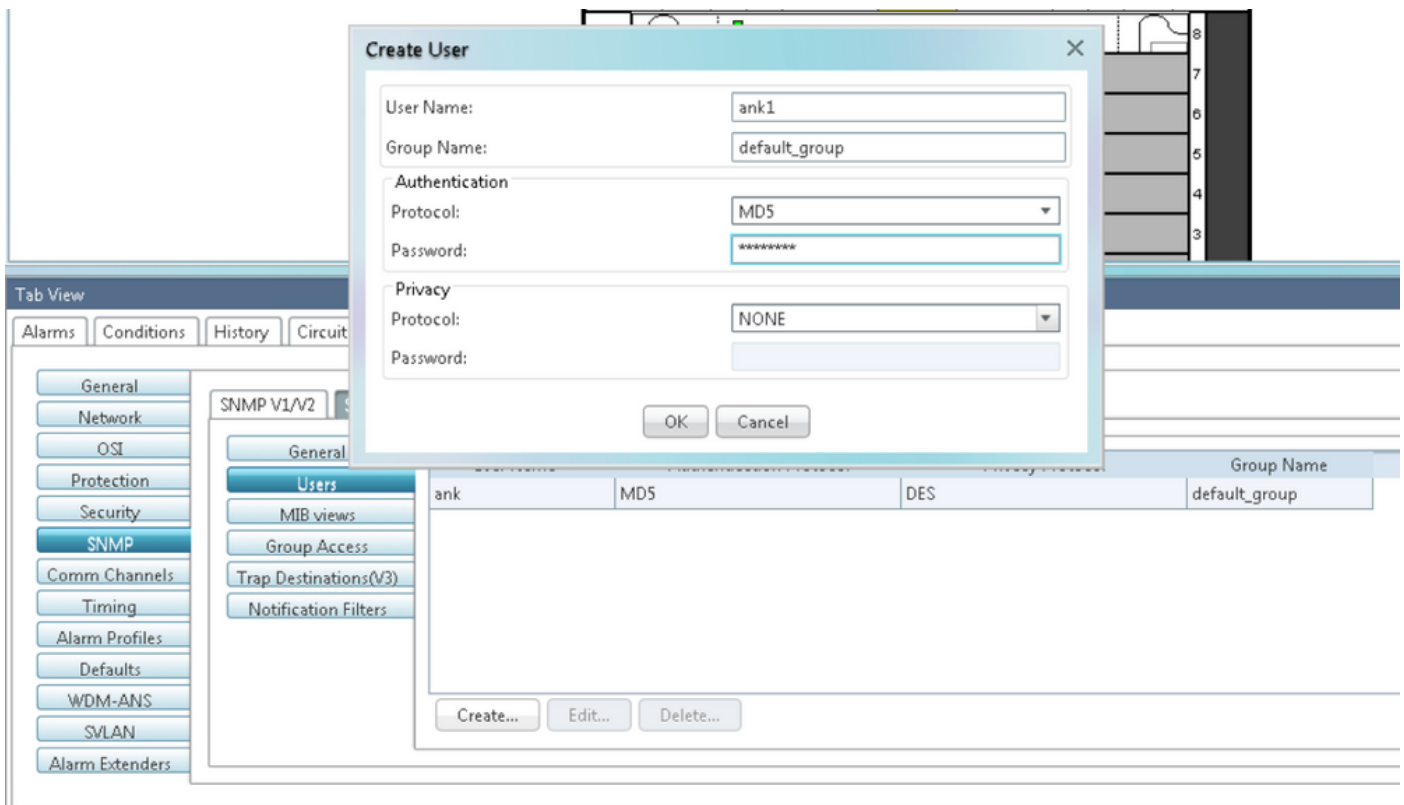 8
7
6
5
4
3
Create User
User Name: ank1
Group Name: default_group
Authentication
Protocol: MD5
Password: ********
Privacy
Protocol: NONE
Password:
OK Cancel
Tab View
Alarms Conditions History Circuit
General
Network
OSI
Protection
Security
SNMP
Comm Channels
Timing
Alarm Profiles
Defaults
WDM-ANS
SVLAN
Alarm Extenders
SNMP V1/V2
General
Users
MIB views
Group Access
Trap Destinations(V3)
Notification Filters
Group Name
ank MD5 DES default_group
Create... Edit... Delete...